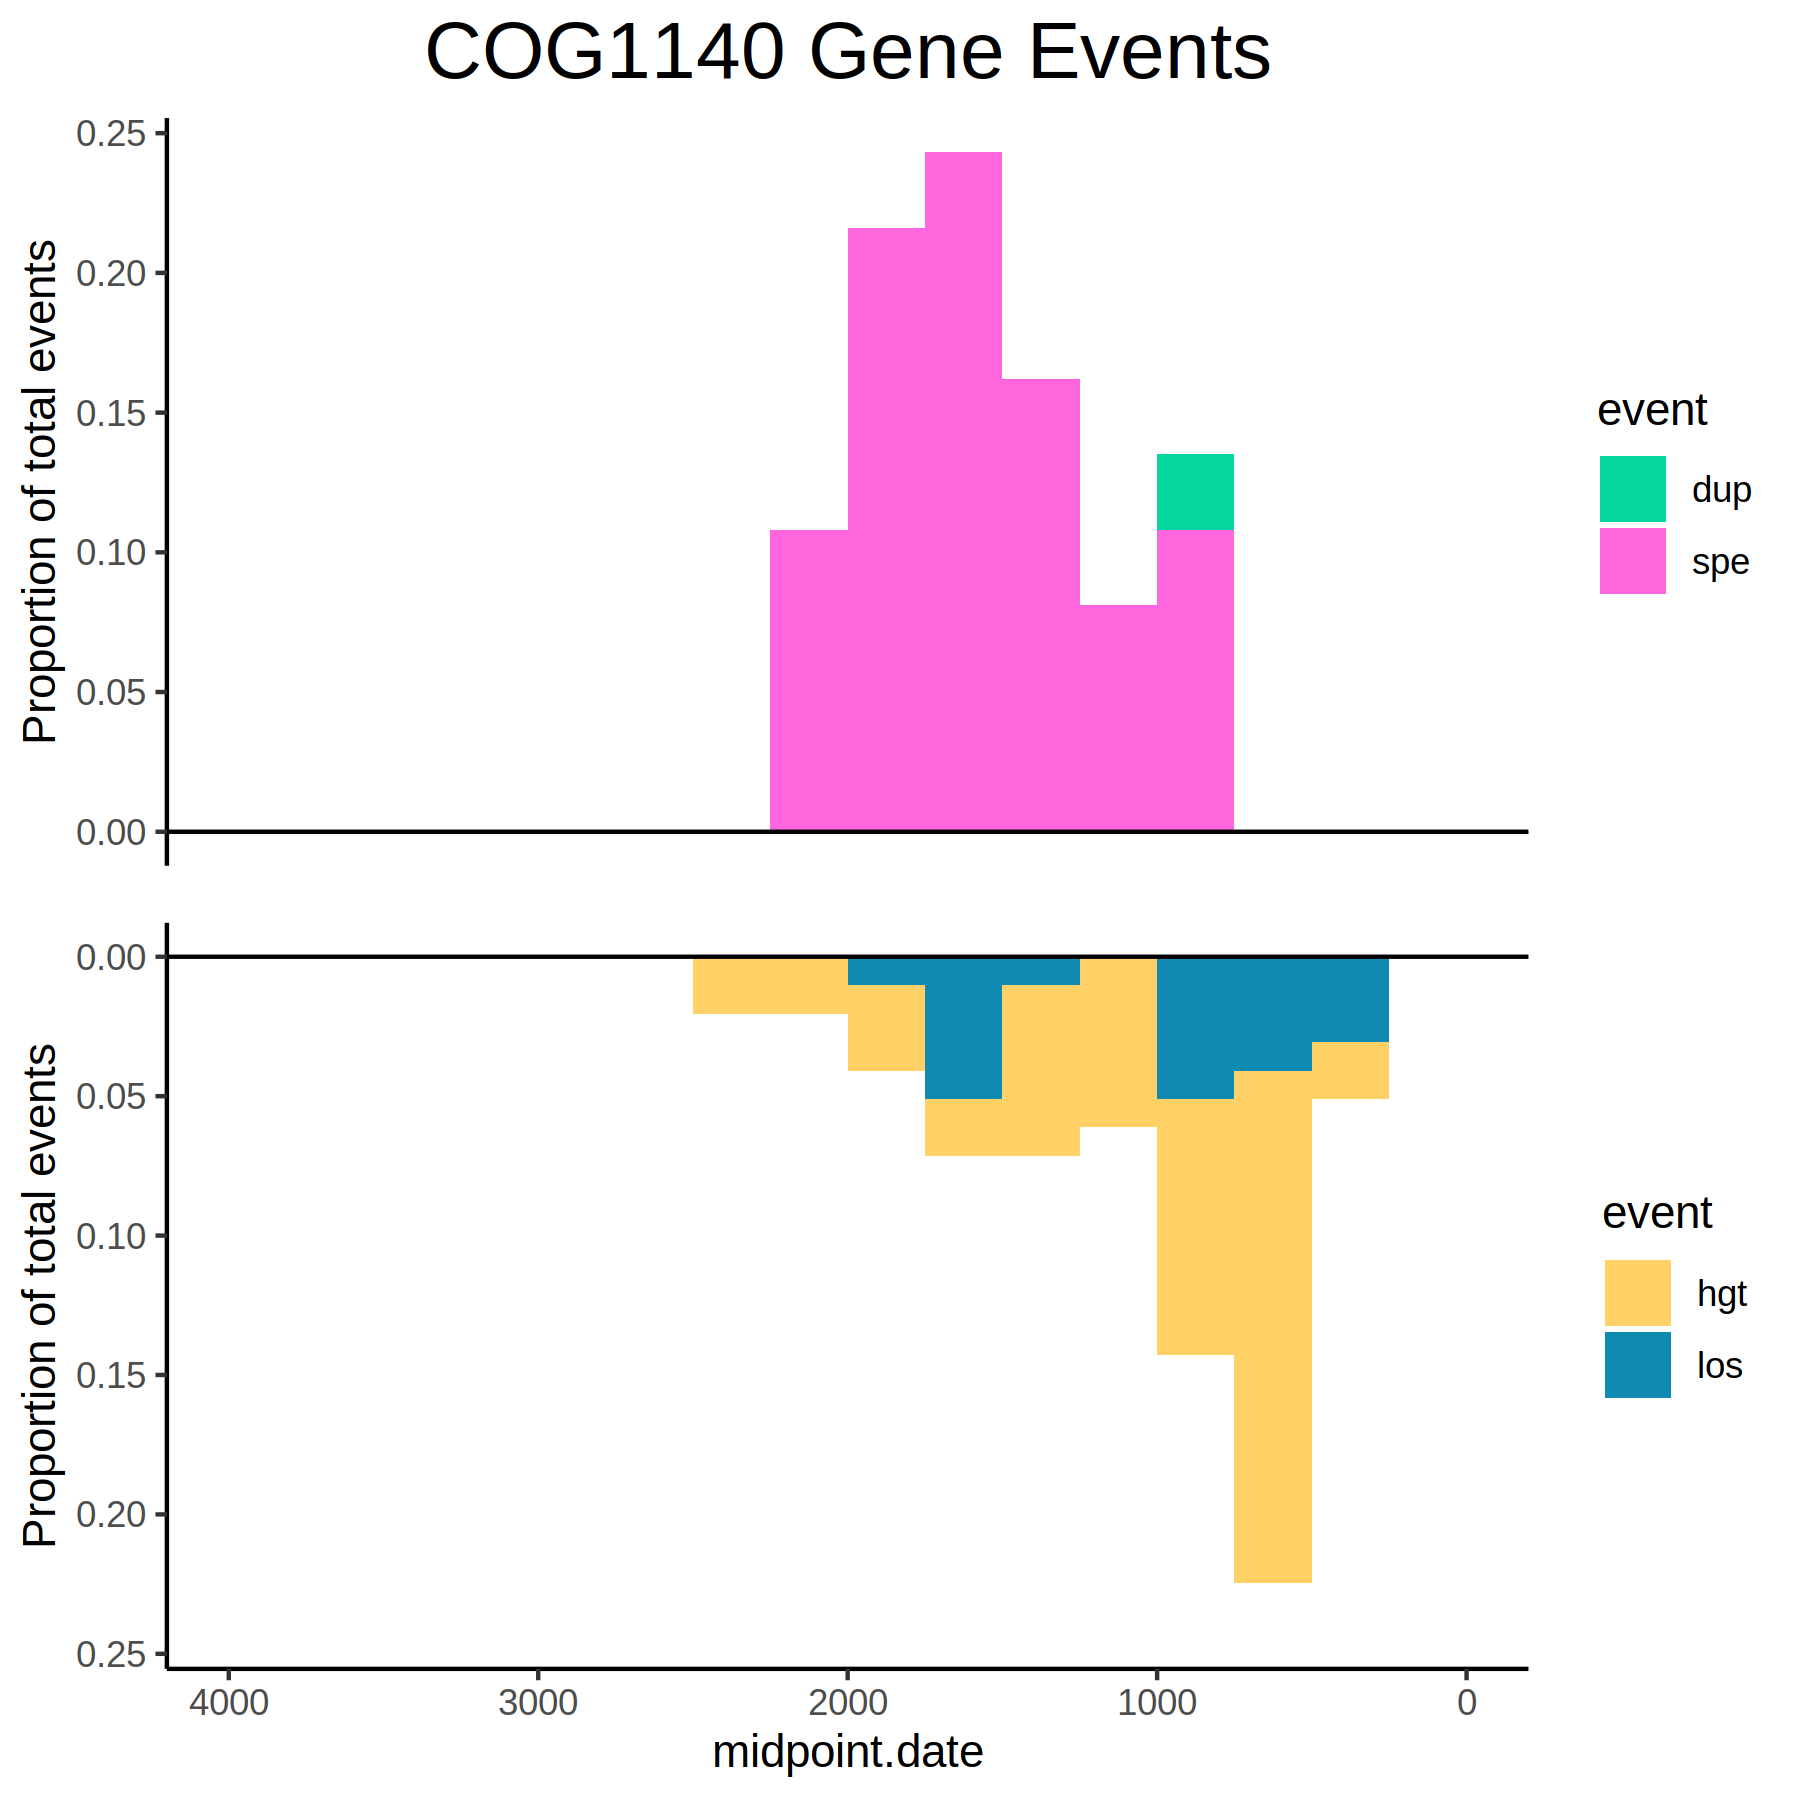 COG1140 Gene Events
Proportion of total events
0.25
0.20
0.15
0.10
0.05
0.00
event
dup
spe
Proportion of total events
0.00
0.05
0.10
0.15
0.20
0.25
event
hgt
los
4000 3000 2000 1000 0
midpoint.date